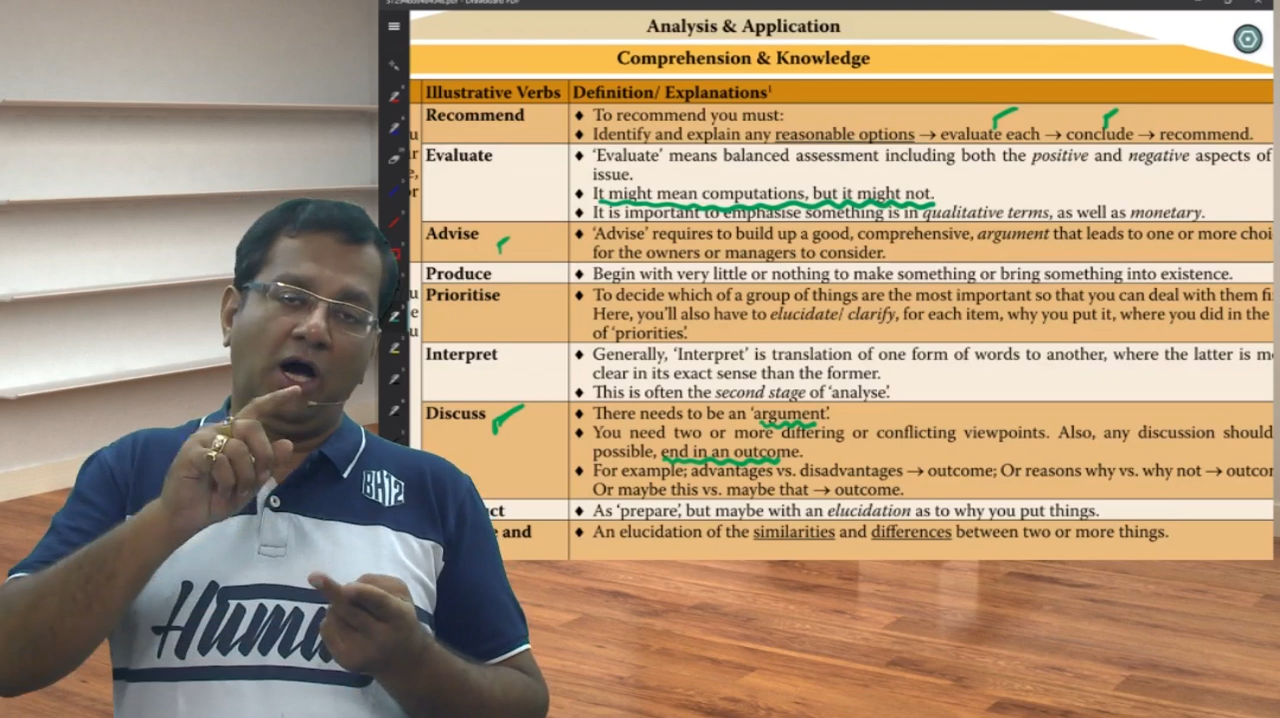 Analysis & Application
Comprehension & Knowledge
Illustrative Verbs
Definition/ Explanations¹
Recommend
♦ To recommend you must:
♦ Identify and explain any reasonable options → evaluate each → conclude → recommend.
Evaluate
♦ 'Evaluate' means balanced assessment including both the positive and negative aspects of
issue.
♦ It might mean computations, but it might not.
♦ It is important to emphasise something is in qualitative terms, as well as monetary.
Advise
♦ 'Advise' requires to build up a good, comprehensive, argument that leads to one or more choi
for the owners or managers to consider.
Produce
♦ Begin with very little or nothing to make something or bring something into existence.
Prioritise
♦ To decide which of a group of things are the most important so that you can deal with them fi
Here, you'll also have to elucidate/ clarify, for each item, why you put it, where you did in the
of 'priorities'.
Interpret
♦ Generally, 'Interpret' is translation of one form of words to another, where the latter is m
clear in its exact sense than the former.
♦ This is often the second stage of 'analyse'.
Discuss
♦ There needs to be an 'argument'.
♦ You need two or more differing or conflicting viewpoints. Also, any discussion should
possible, end in an outcome.
♦ For example; advantages vs. disadvantages → outcome; Or reasons why vs. why not → outcor
Or maybe this vs. maybe that → outcome.
ct
♦ As 'prepare', but maybe with an elucidation as to why you put things.
and
♦ An elucidation of the similarities and differences between two or more things.
BH12
Huma